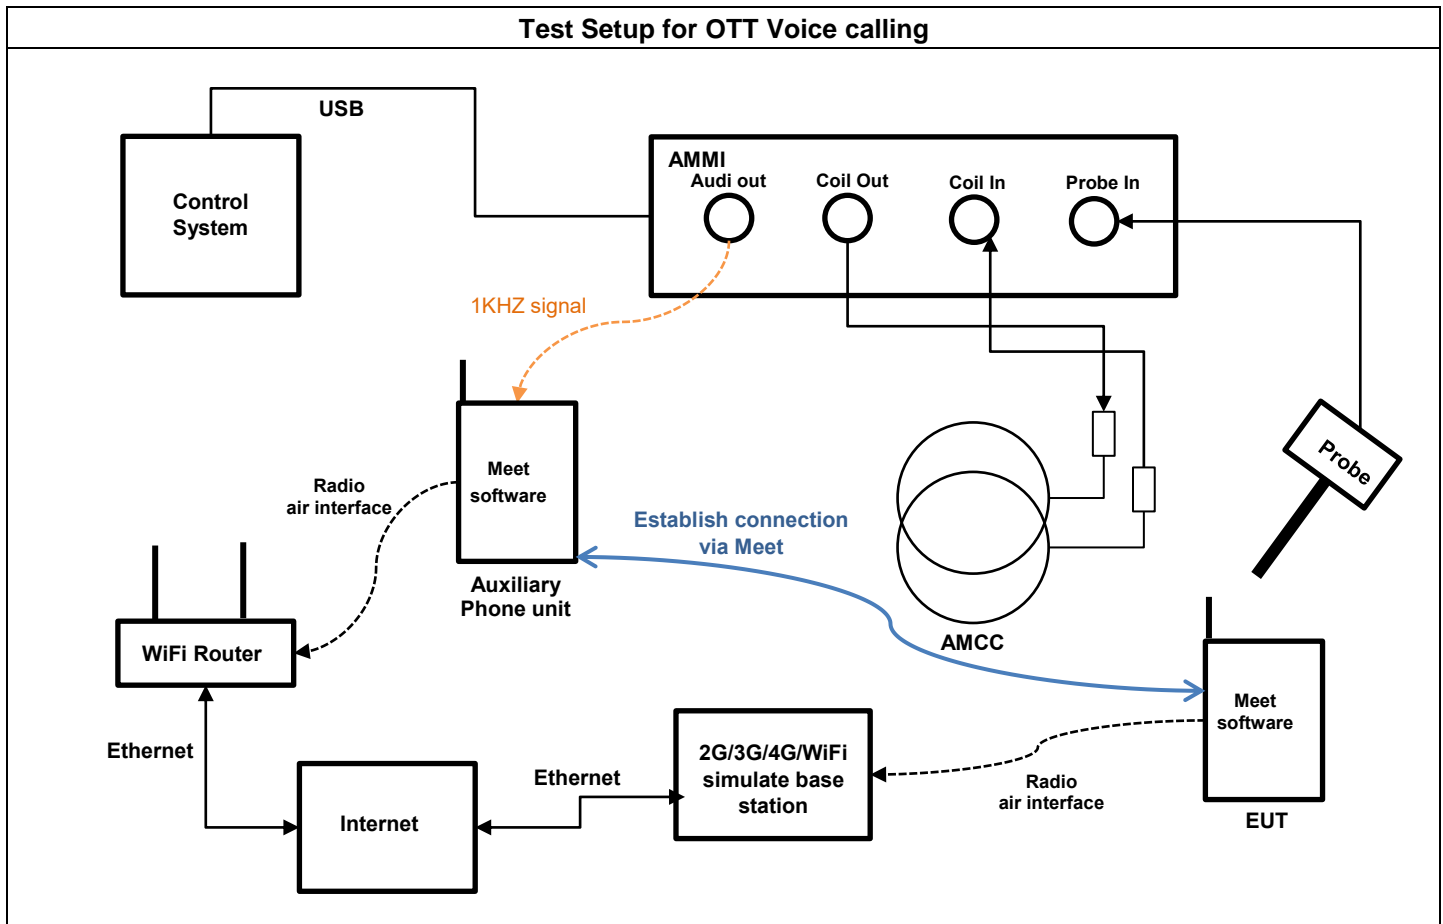 Test Setup for OTT Voice calling
USB
Control
System
AMMI
Audi out
Coil Out
Coil In
Probe In
1KHZ signal
Meet
software
Radio
air interface
Establish connection
via Meet
Probe
Auxiliary
Phone unit
AMCC
WiFi Router
Meet
software
Ethernet
2G/3G/4G/WiFi
simulate base
station
Ethernet
Radio
air interface
Internet
EUT